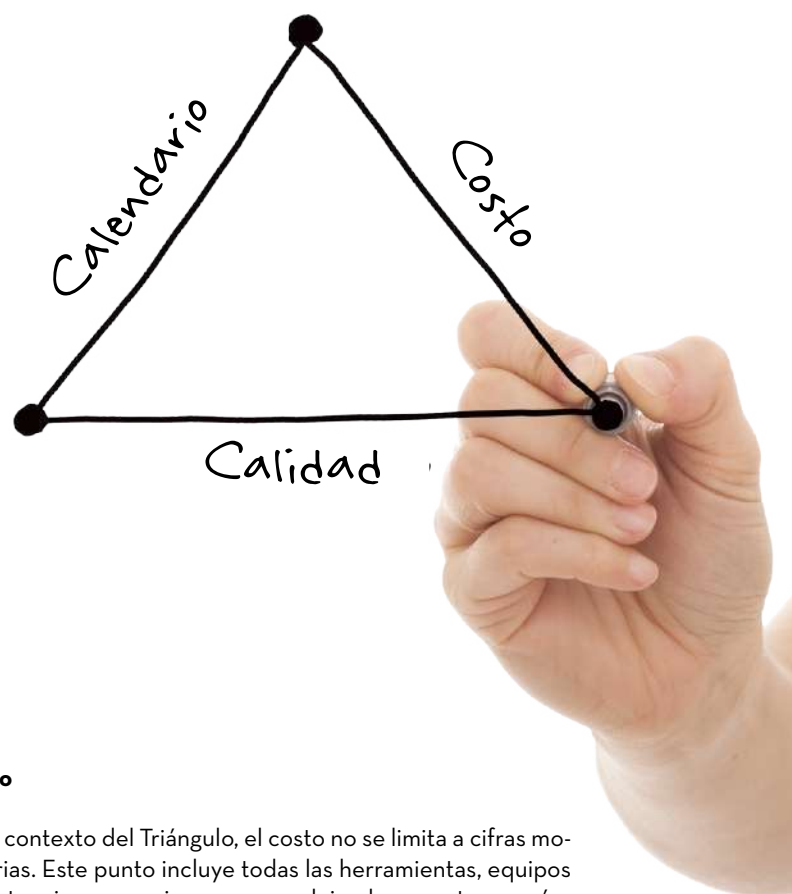 Calendario
Costo
Calidad
contexto del Triángulo, el costo no se limita a cifras mo-
rias. Este punto incluye todas las herramientas, equipos